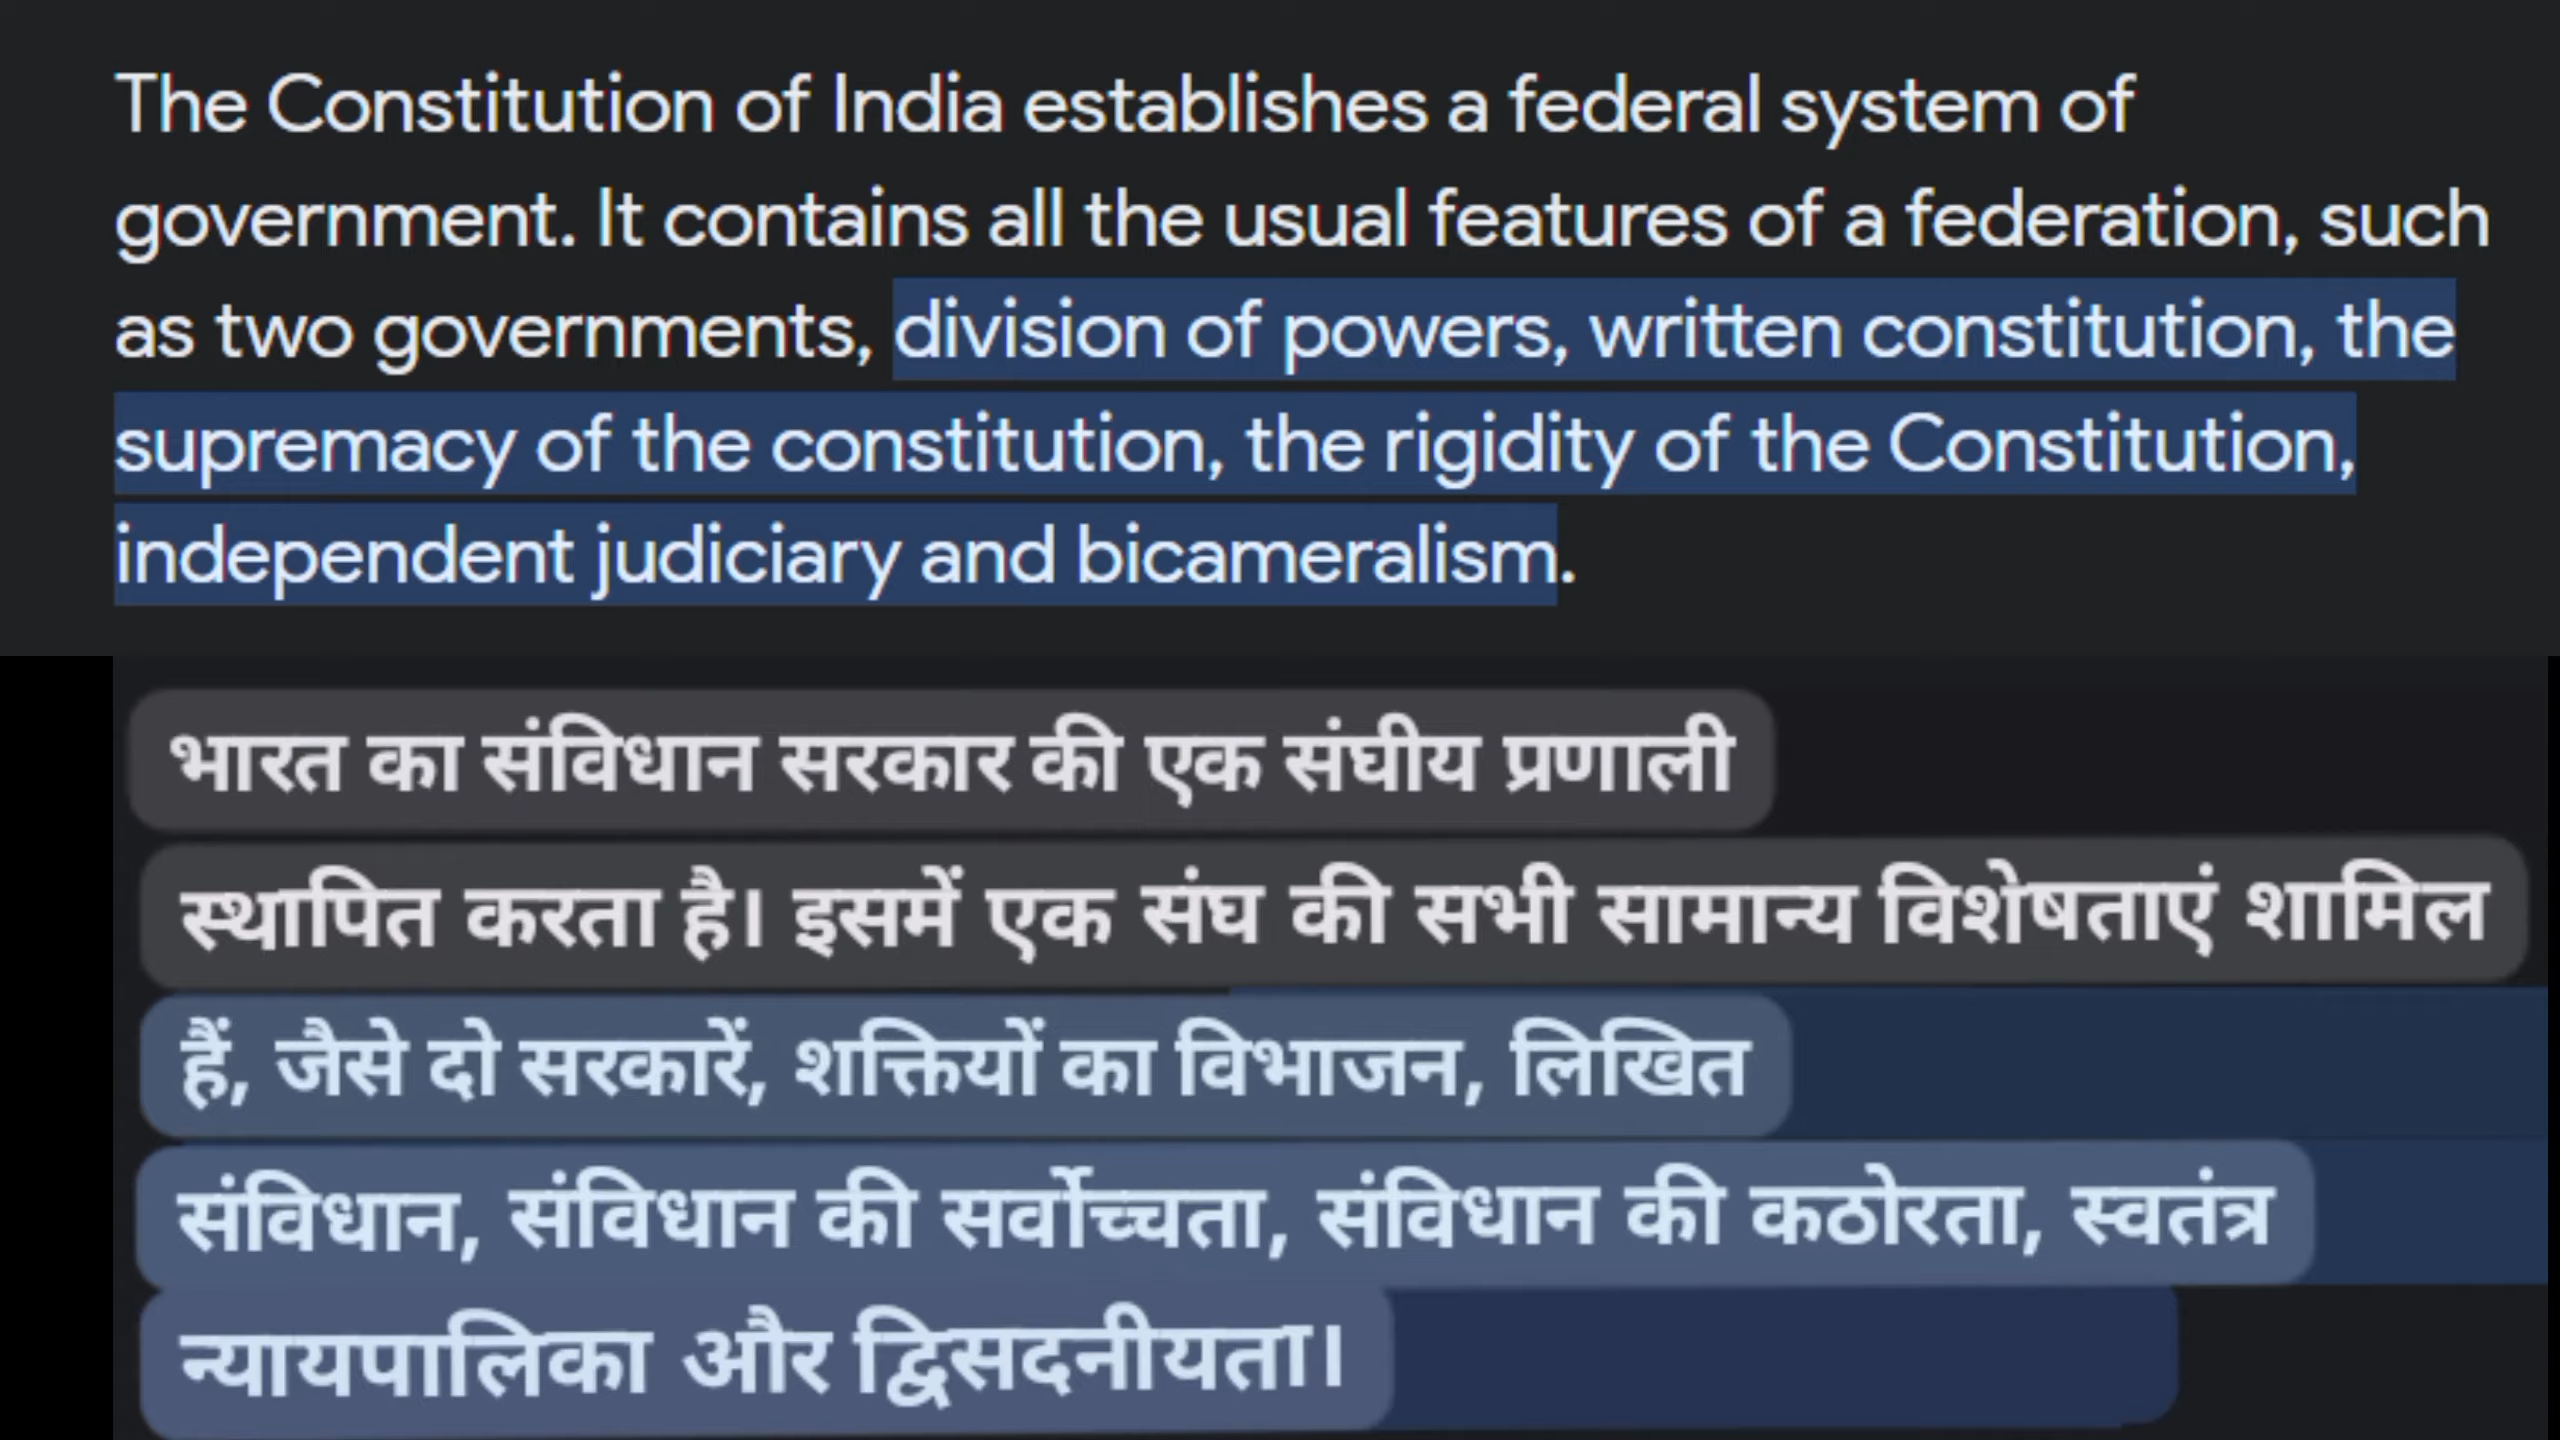 The Constitution of India establishes a federal system of
government. It contains all the usual features of a federation, such
as two governments, division of powers, written constitution, the
supremacy of the constitution, the rigidity of the Constitution,
independent judiciary and bicameralism.
भारत का संविधान सरकार की एक संघीय प्रणाली
स्थापित करता है। इसमें एक संघ की सभी सामान्य विशेषताएं शामिल
हैं, जैसे दो सरकारें, शक्तियों का विभाजन, लिखित
संविधान, संविधान की सर्वोच्चता, संविधान की कठोरता, स्वतंत्र
न्यायपालिका और द्विसदनीयता।